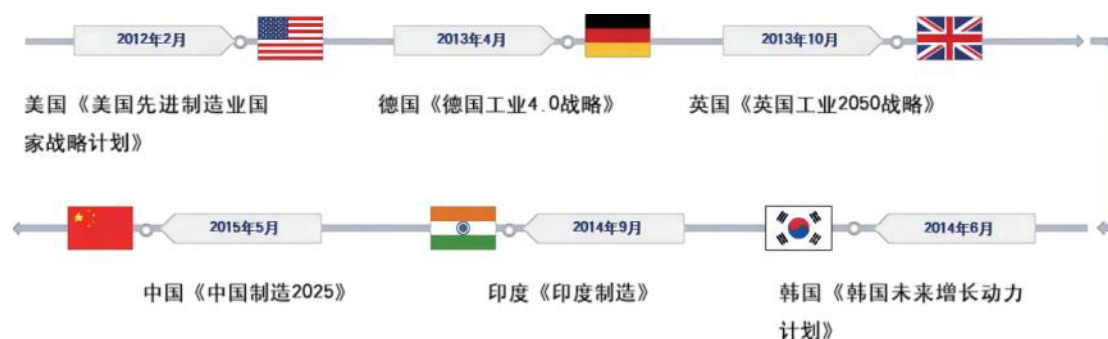 2012年2月
2013年4月
2013年10月
美国《美国先进制造业国
家战略计划》
德国《德国工业4.0战略》
英国《英国工业2050战略》
2015年5月
2014年9月
2014年6月
中国《中国制造2025》
印度《印度制造》
韩国《韩国未来增长动力
计划》